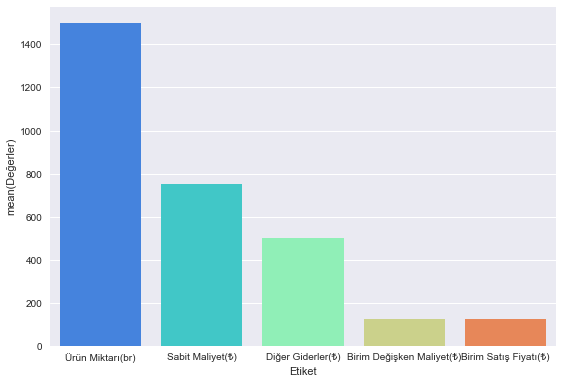 1400
1200
1000
800
600
400
200
0
mean(Değerler)
Ürün Miktarı(br) Sabit Maliyet(₺) Diğer Giderler(₺) Birim Değişken Maliyet(₺) Birim Satış Fiyatı(₺)
Etiket